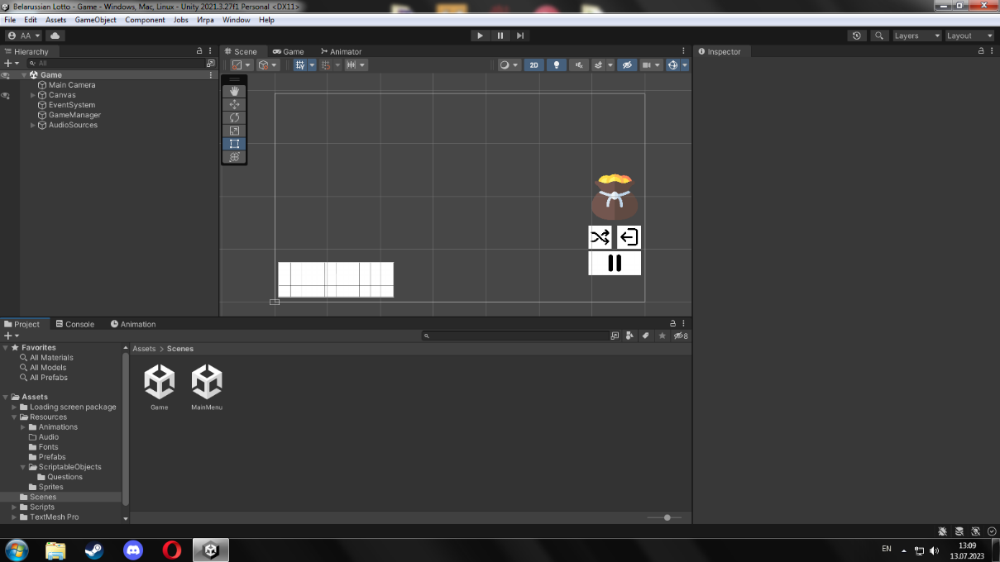 Belarussian Lotto - Game - Windows, Mac, Linux - Unity 2021.3.27f1 Personal <DX11>
File Edit Assets GameObject Component Jobs Игра Window Help
AA Layers Layout
Hierarchy
All
Game
Main Camera
Canvas
EventSystem
GameManager
AudioSources
Scene Game Animator
2D
Inspector
Project Console Animation
8
Favorites
All Materials
All Models
All Prefabs
Assets
Loading screen package
Resources
Animations
Audio
Fonts
Prefabs
ScriptableObjects
Questions
Sprites
Scenes
Scripts
TextMesh Pro
Assets > Scenes
Game MainMenu
EN
13:09
13.07.2023